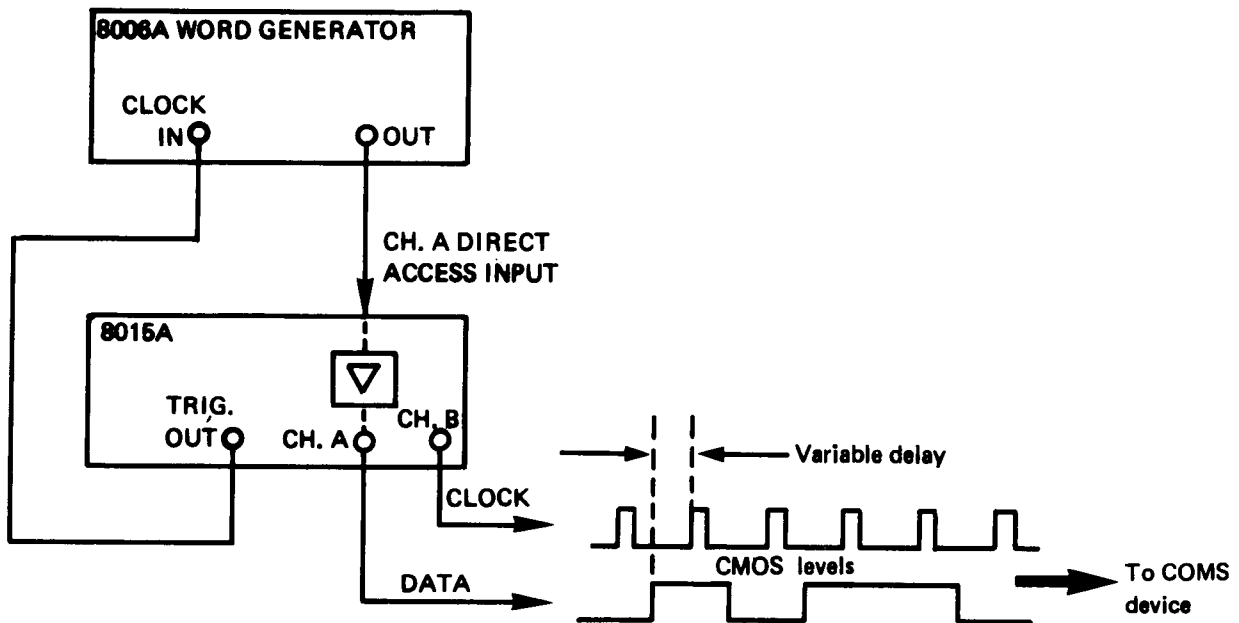 8006A WORD GENERATOR
CLOCK
IN
OUT
CH. A DIRECT
ACCESS INPUT
8015A
TRIG.
OUT
CH. A
CH. B
Variable delay
CLOCK
CMOS levels
DATA
To COMS
device